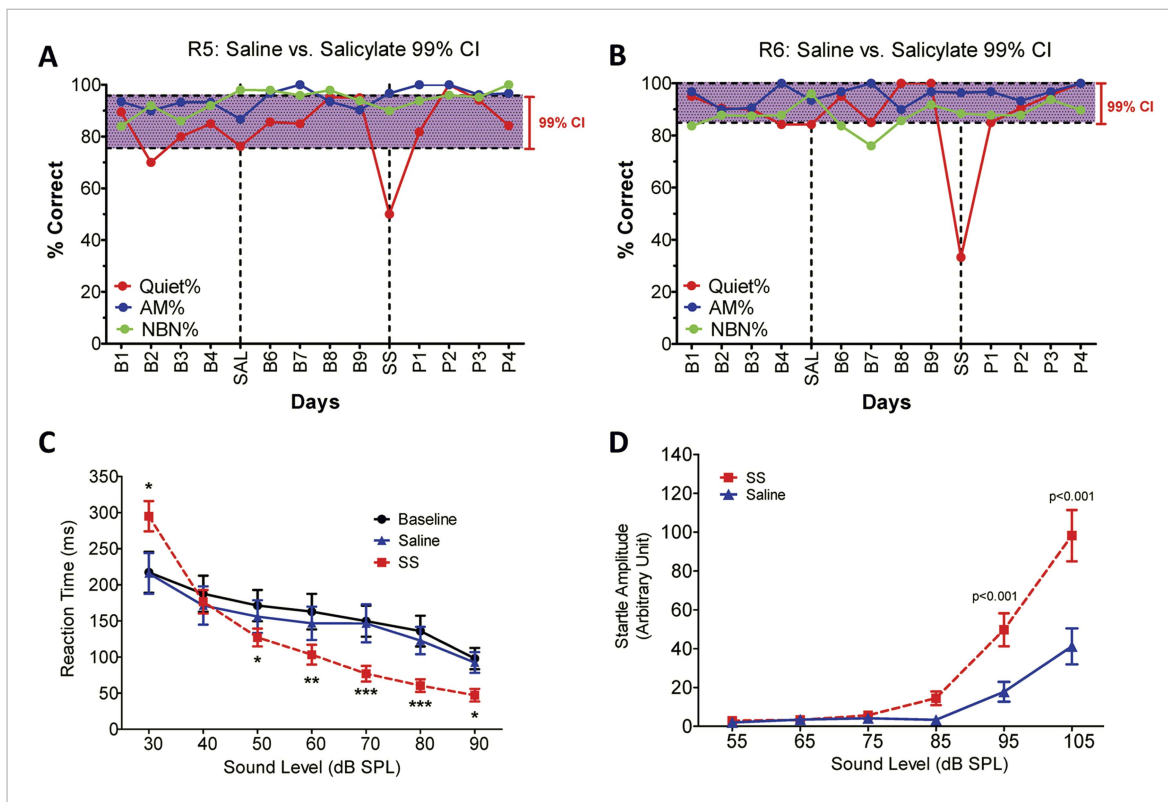 A
R5: Saline vs. Salicylate 99% CI
100
80
60
40
20
0
% Correct
99% CI
Quiet%
AM%
NBN%
B1 B2 B3 B4 SAL B6 B7 B8 B9 SS P1 P2 P3 P4
Days
B
R6: Saline vs. Salicylate 99% CI
100
80
60
40
20
0
% Correct
99% CI
Quiet%
AM%
NBN%
B1 B2 B3 B4 SAL B6 B7 B8 B9 SS P1 P2 P3 P4
Days
C
350
300
250
200
150
100
50
0
Reaction Time (ms)
Baseline
Saline
SS
*
*
**
***
***
*
30 40 50 60 70 80 90
Sound Level (dB SPL)
D
140
120
100
80
60
40
20
0
Startle Amplitude
(Arbitrary Unit)
SS
Saline
p<0.001
p<0.001
55 65 75 85 95 105
Sound Level (dB SPL)